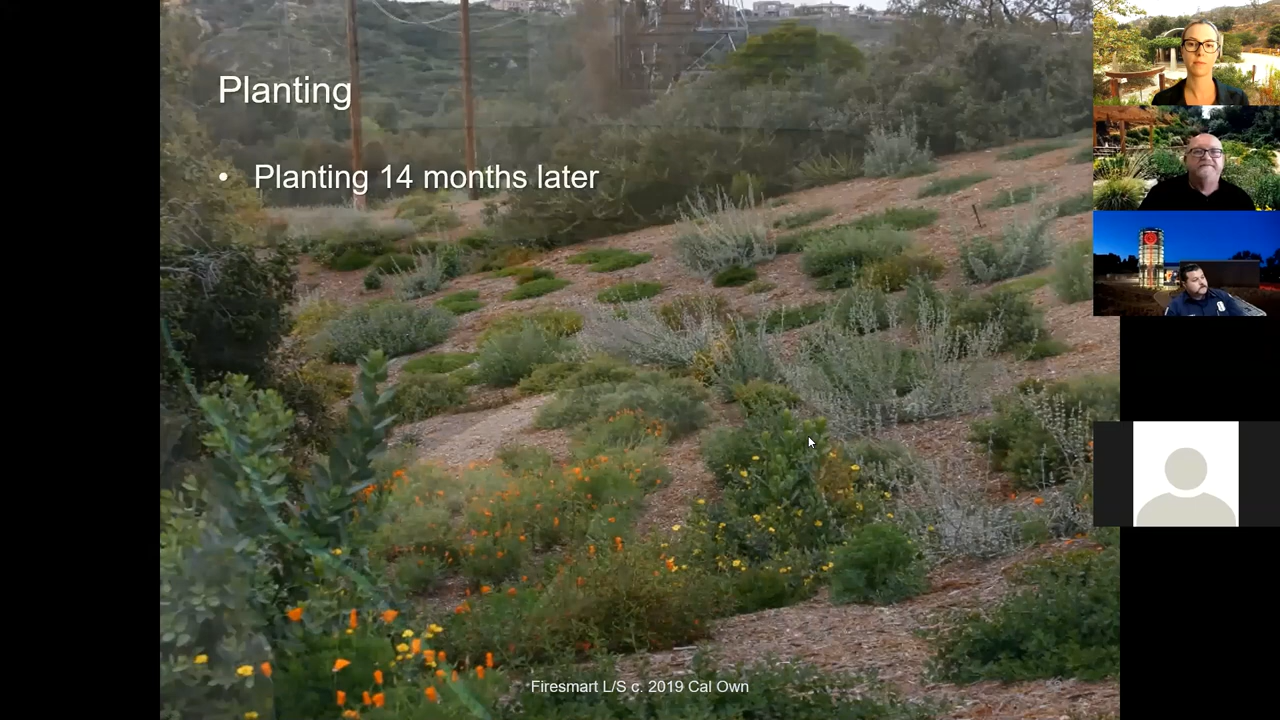 Planting
• Planting 14 months later
Firesmart L/S c. 2019 Cal Own